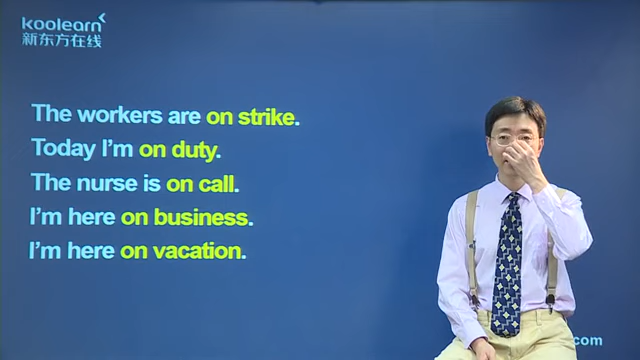 koolearn
新东方在线
The workers are on strike.
Today I'm on duty.
The nurse is on call.
I'm here on business.
I'm here on vacation.
.com